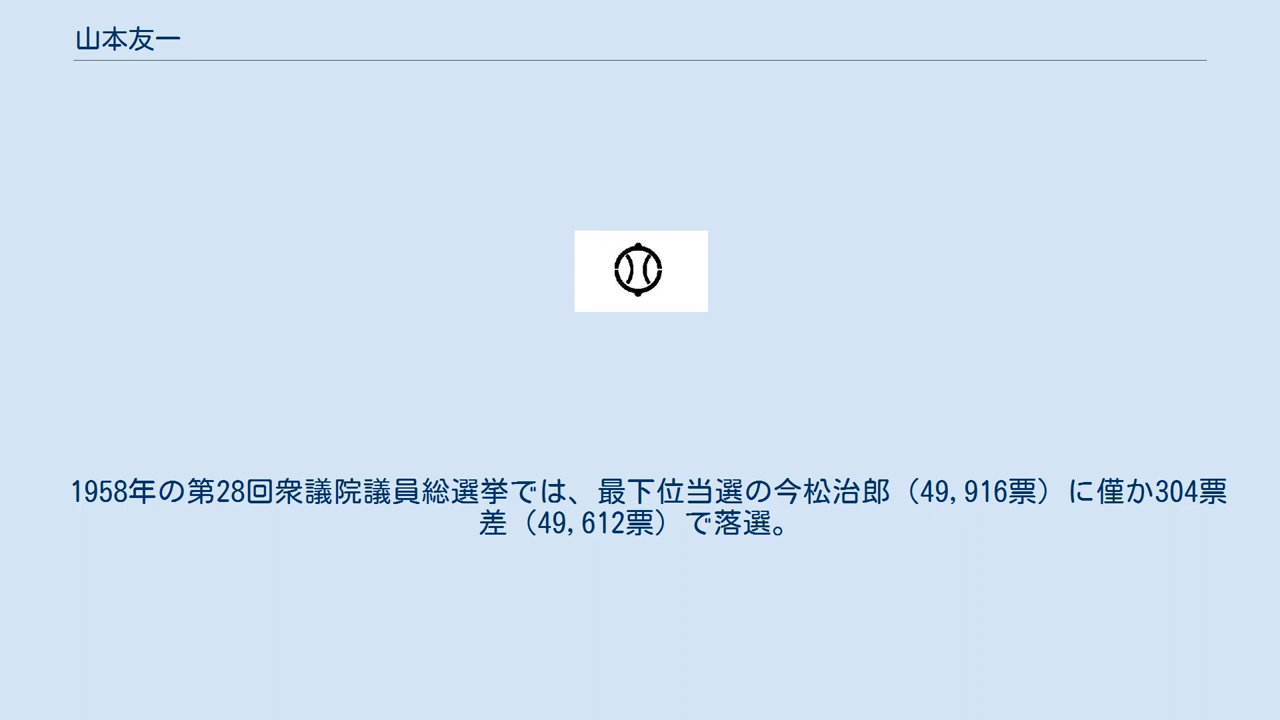 山本友一
1958年の第28回衆議院議員総選挙では、最下位当選の今松治郎（49,916票）に僅か304票
差（49,612票）で落選。